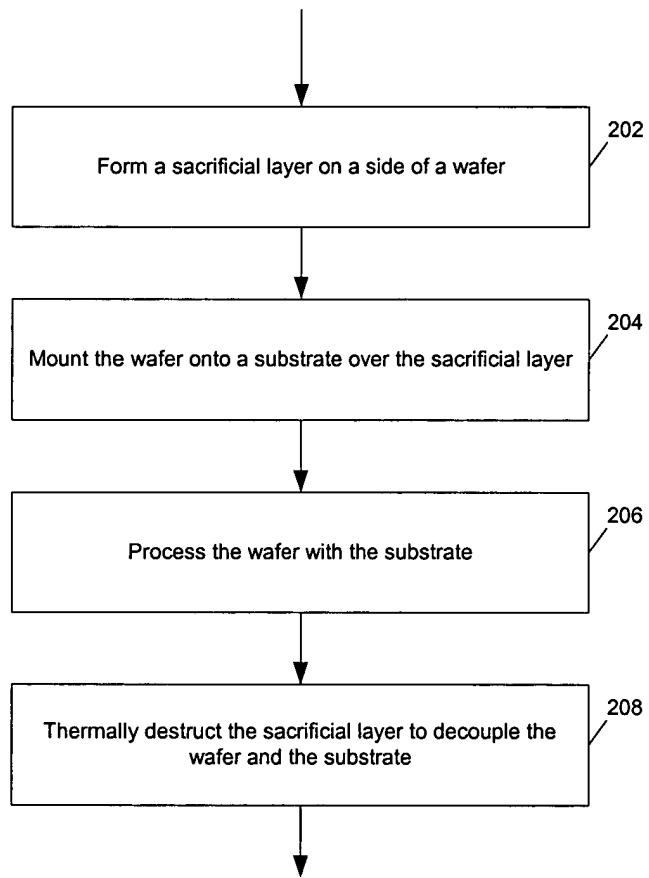 202
Form a sacrificial layer on a side of a wafer
204
Mount the wafer onto a substrate over the sacrificial layer
206
Process the wafer with the substrate
208
Thermally destruct the sacrificial layer to decouple the
wafer and the substrate